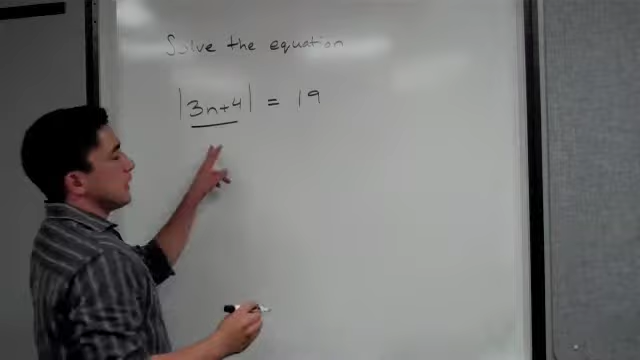 Solve the equation
|3n+4| = 19